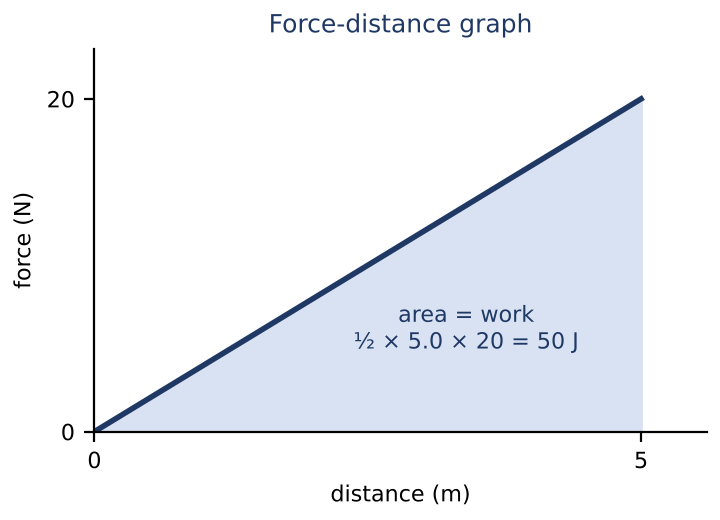 Force-distance graph
20
force (N)
area = work
½ × 5.0 × 20 = 50 J
0
0
5
distance (m)